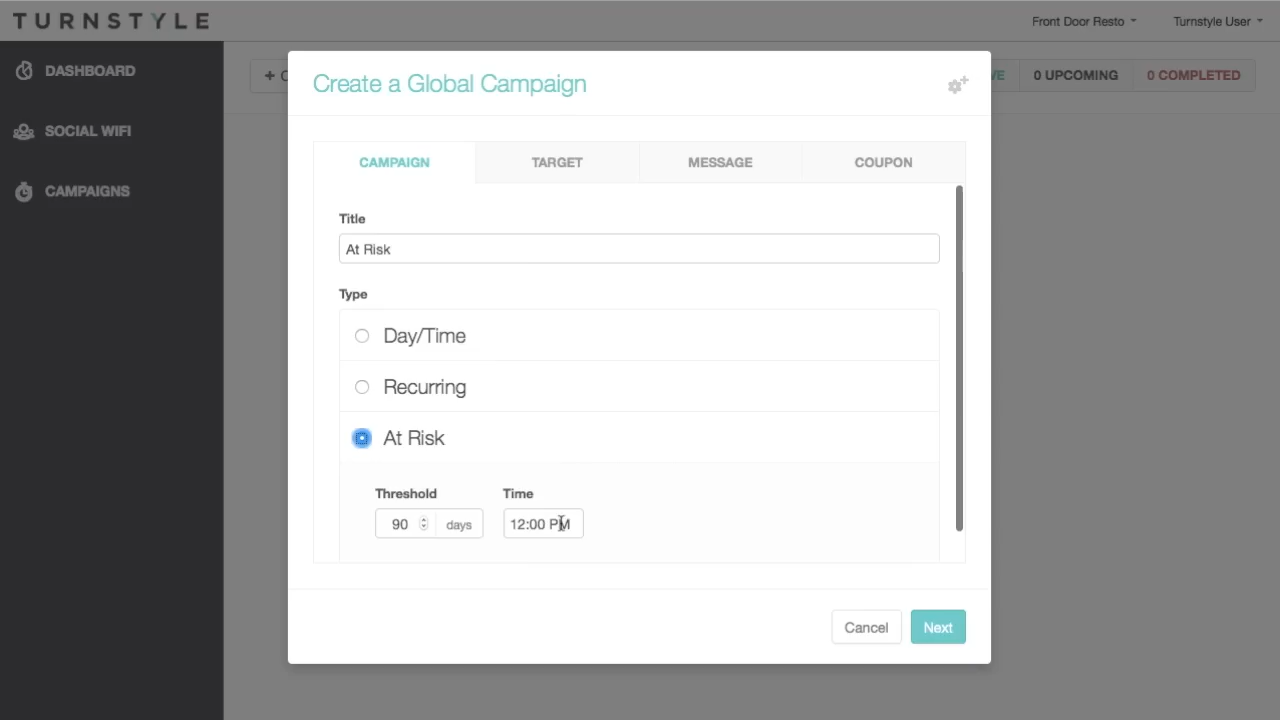 TURNSTYLE
Front Door Resto
Turnstyle User
DASHBOARD
SOCIAL WIFI
CAMPAIGNS
0 UPCOMING
0 COMPLETED
Create a Global Campaign
CAMPAIGN
TARGET
MESSAGE
COUPON
Title
At Risk
Type
Day/Time
Recurring
At Risk
Threshold
Time
90 days
12:00 PM
Cancel
Next